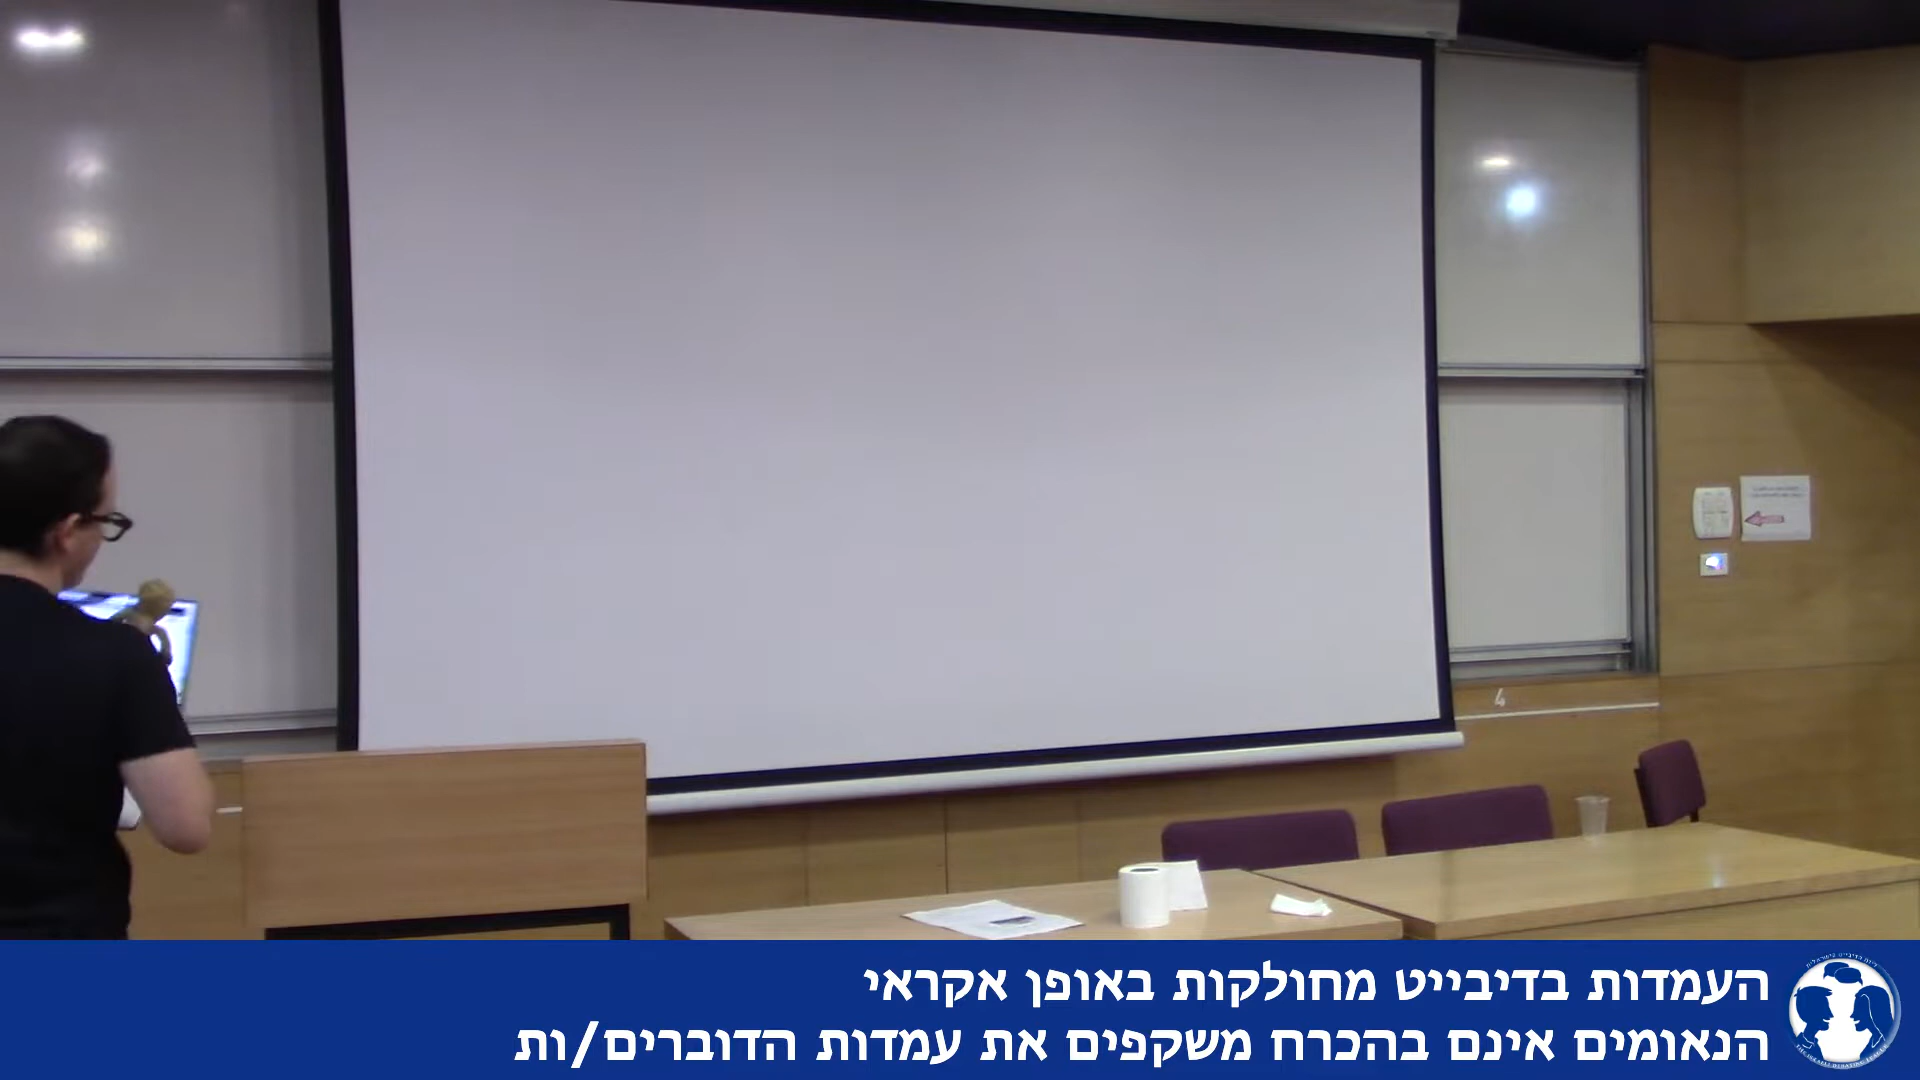 העמדות בדיבייט מחולקות באופן אקראי
הנאומים אינם בהכרח משקפים את עמדות הדוברים/ות
4